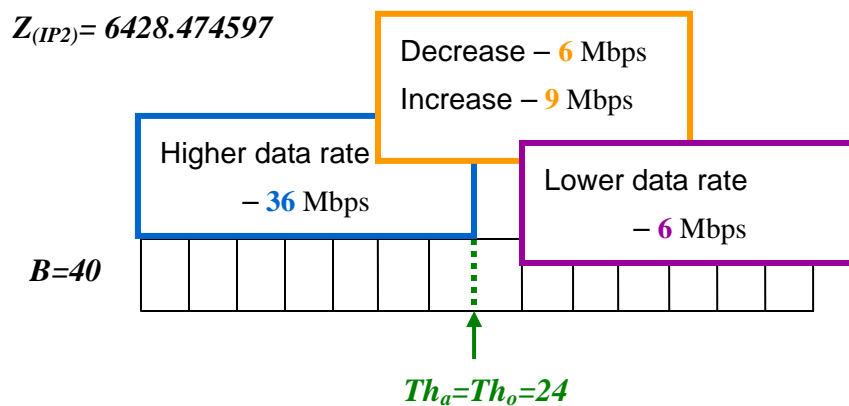 Z(IP2)= 6428.474597
Decrease – 6 Mbps
Increase – 9 Mbps
Higher data rate
– 36 Mbps
Lower data rate
– 6 Mbps
B=40
Tha=Tho=24